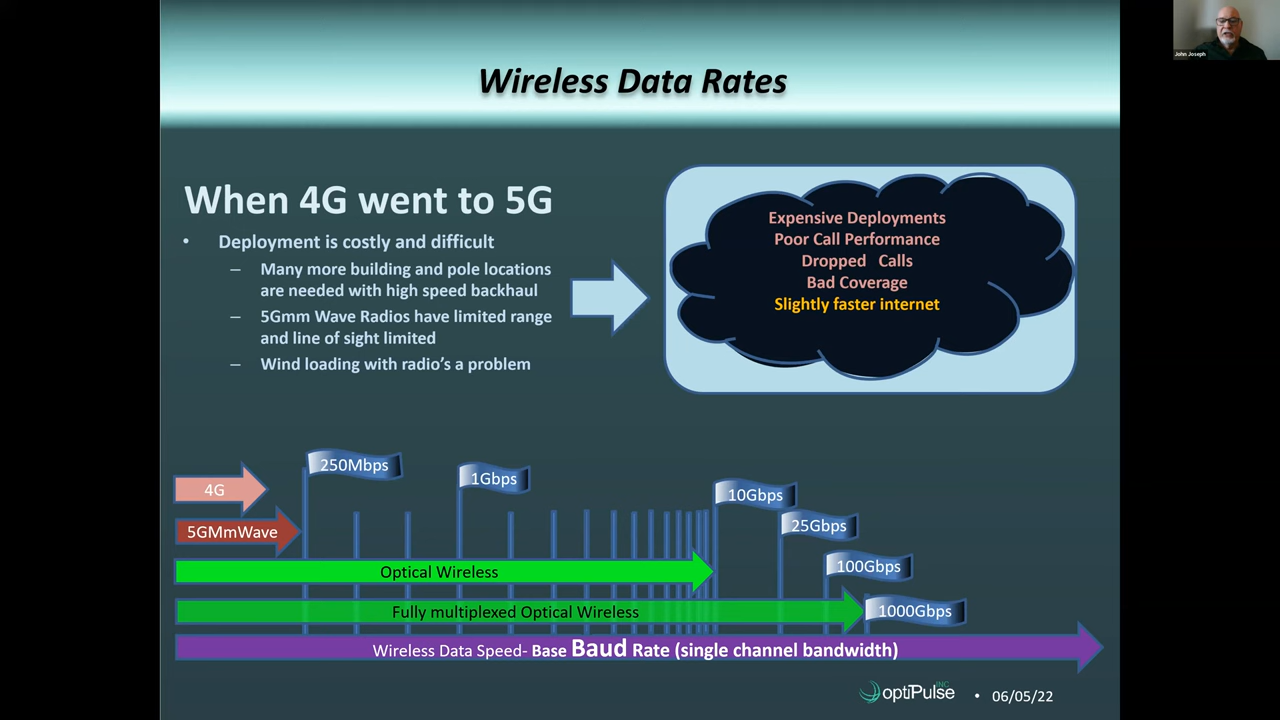 John Joseph
Wireless Data Rates
When 4G went to 5G
• Deployment is costly and difficult
– Many more building and pole locations
are needed with high speed backhaul
– 5Gmm Wave Radios have limited range
and line of sight limited
– Wind loading with radio's a problem
Expensive Deployments
Poor Call Performance
Dropped Calls
Bad Coverage
Slightly faster internet
250Mbps
1Gbps
4G
10Gbps
5GMmWave
25Gbps
Optical Wireless
100Gbps
Fully multiplexed Optical Wireless
1000Gbps
Wireless Data Speed- Base Baud Rate (single channel bandwidth)
optiPulse INC
• 06/05/22